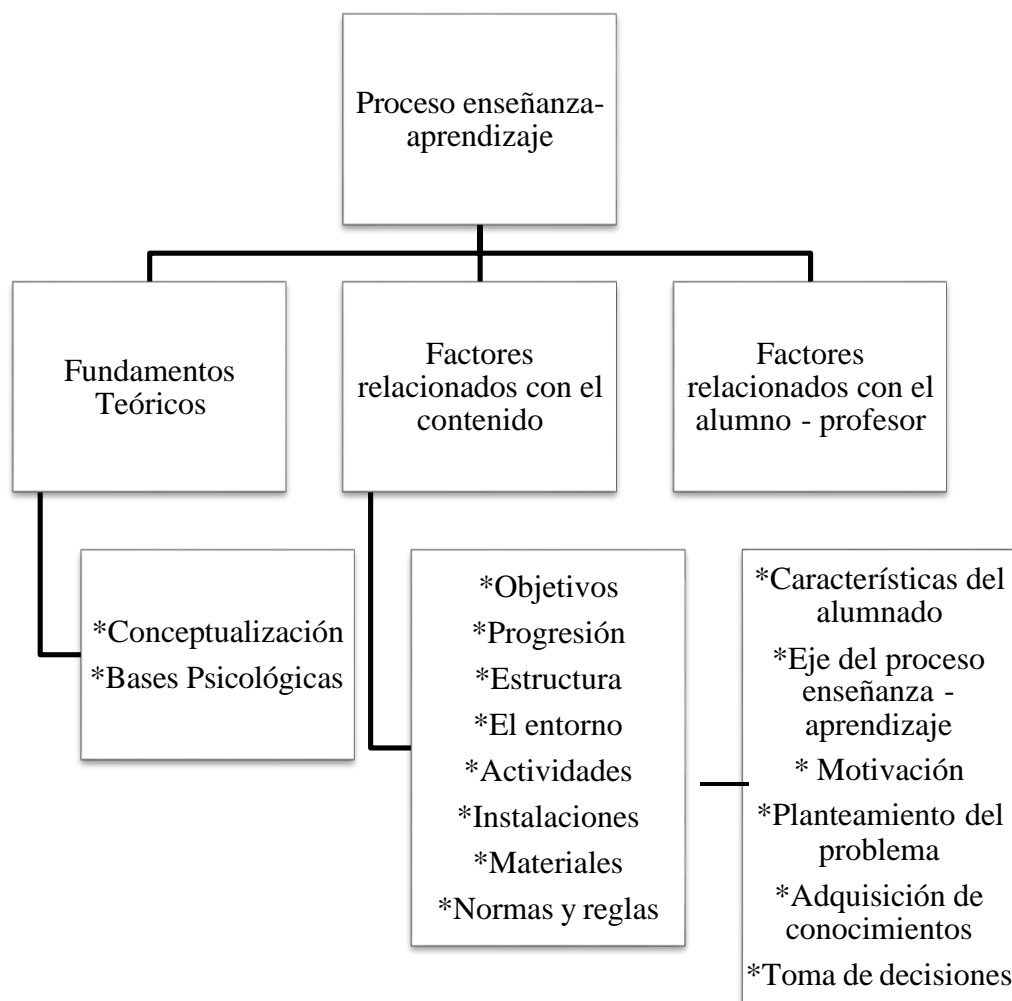 Proceso enseñanza-
aprendizaje
Fundamentos
Teóricos
Factores
relacionados con el
contenido
Factores
relacionados con el
alumno - profesor
*Conceptualización
*Bases Psicológicas
*Objetivos
*Progresión
*Estructura
*El entorno
*Actividades
*Instalaciones
*Materiales
*Normas y reglas
*Características del
alumnado
*Eje del proceso
enseñanza -
aprendizaje
* Motivación
*Planteamiento del
problema
*Adquisición de
conocimientos
*Toma de decisiones